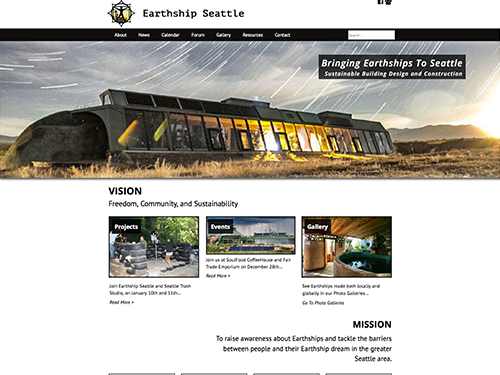 Earthship Seattle
About News Calendar Forum Gallery Resources Contact
Bringing Earthships To Seattle
Sustainable Building Design and Construction
VISION
Freedom, Community, and Sustainability
Projects
Join Earthship Seattle and Seattle Trash
Studio, on January 10th and 11th...
Read More »
Events
Join us at SoulFood CoffeeHouse and Fair
Trade Emporium on December 28th...
Read More »
Gallery
See Earthships made both locally and
globally in our Photo Galleries...
Go To Photo Galleries
MISSION
To raise awareness about Earthships and tackle the barriers
between people and their Earthship dream in the greater
Seattle area.